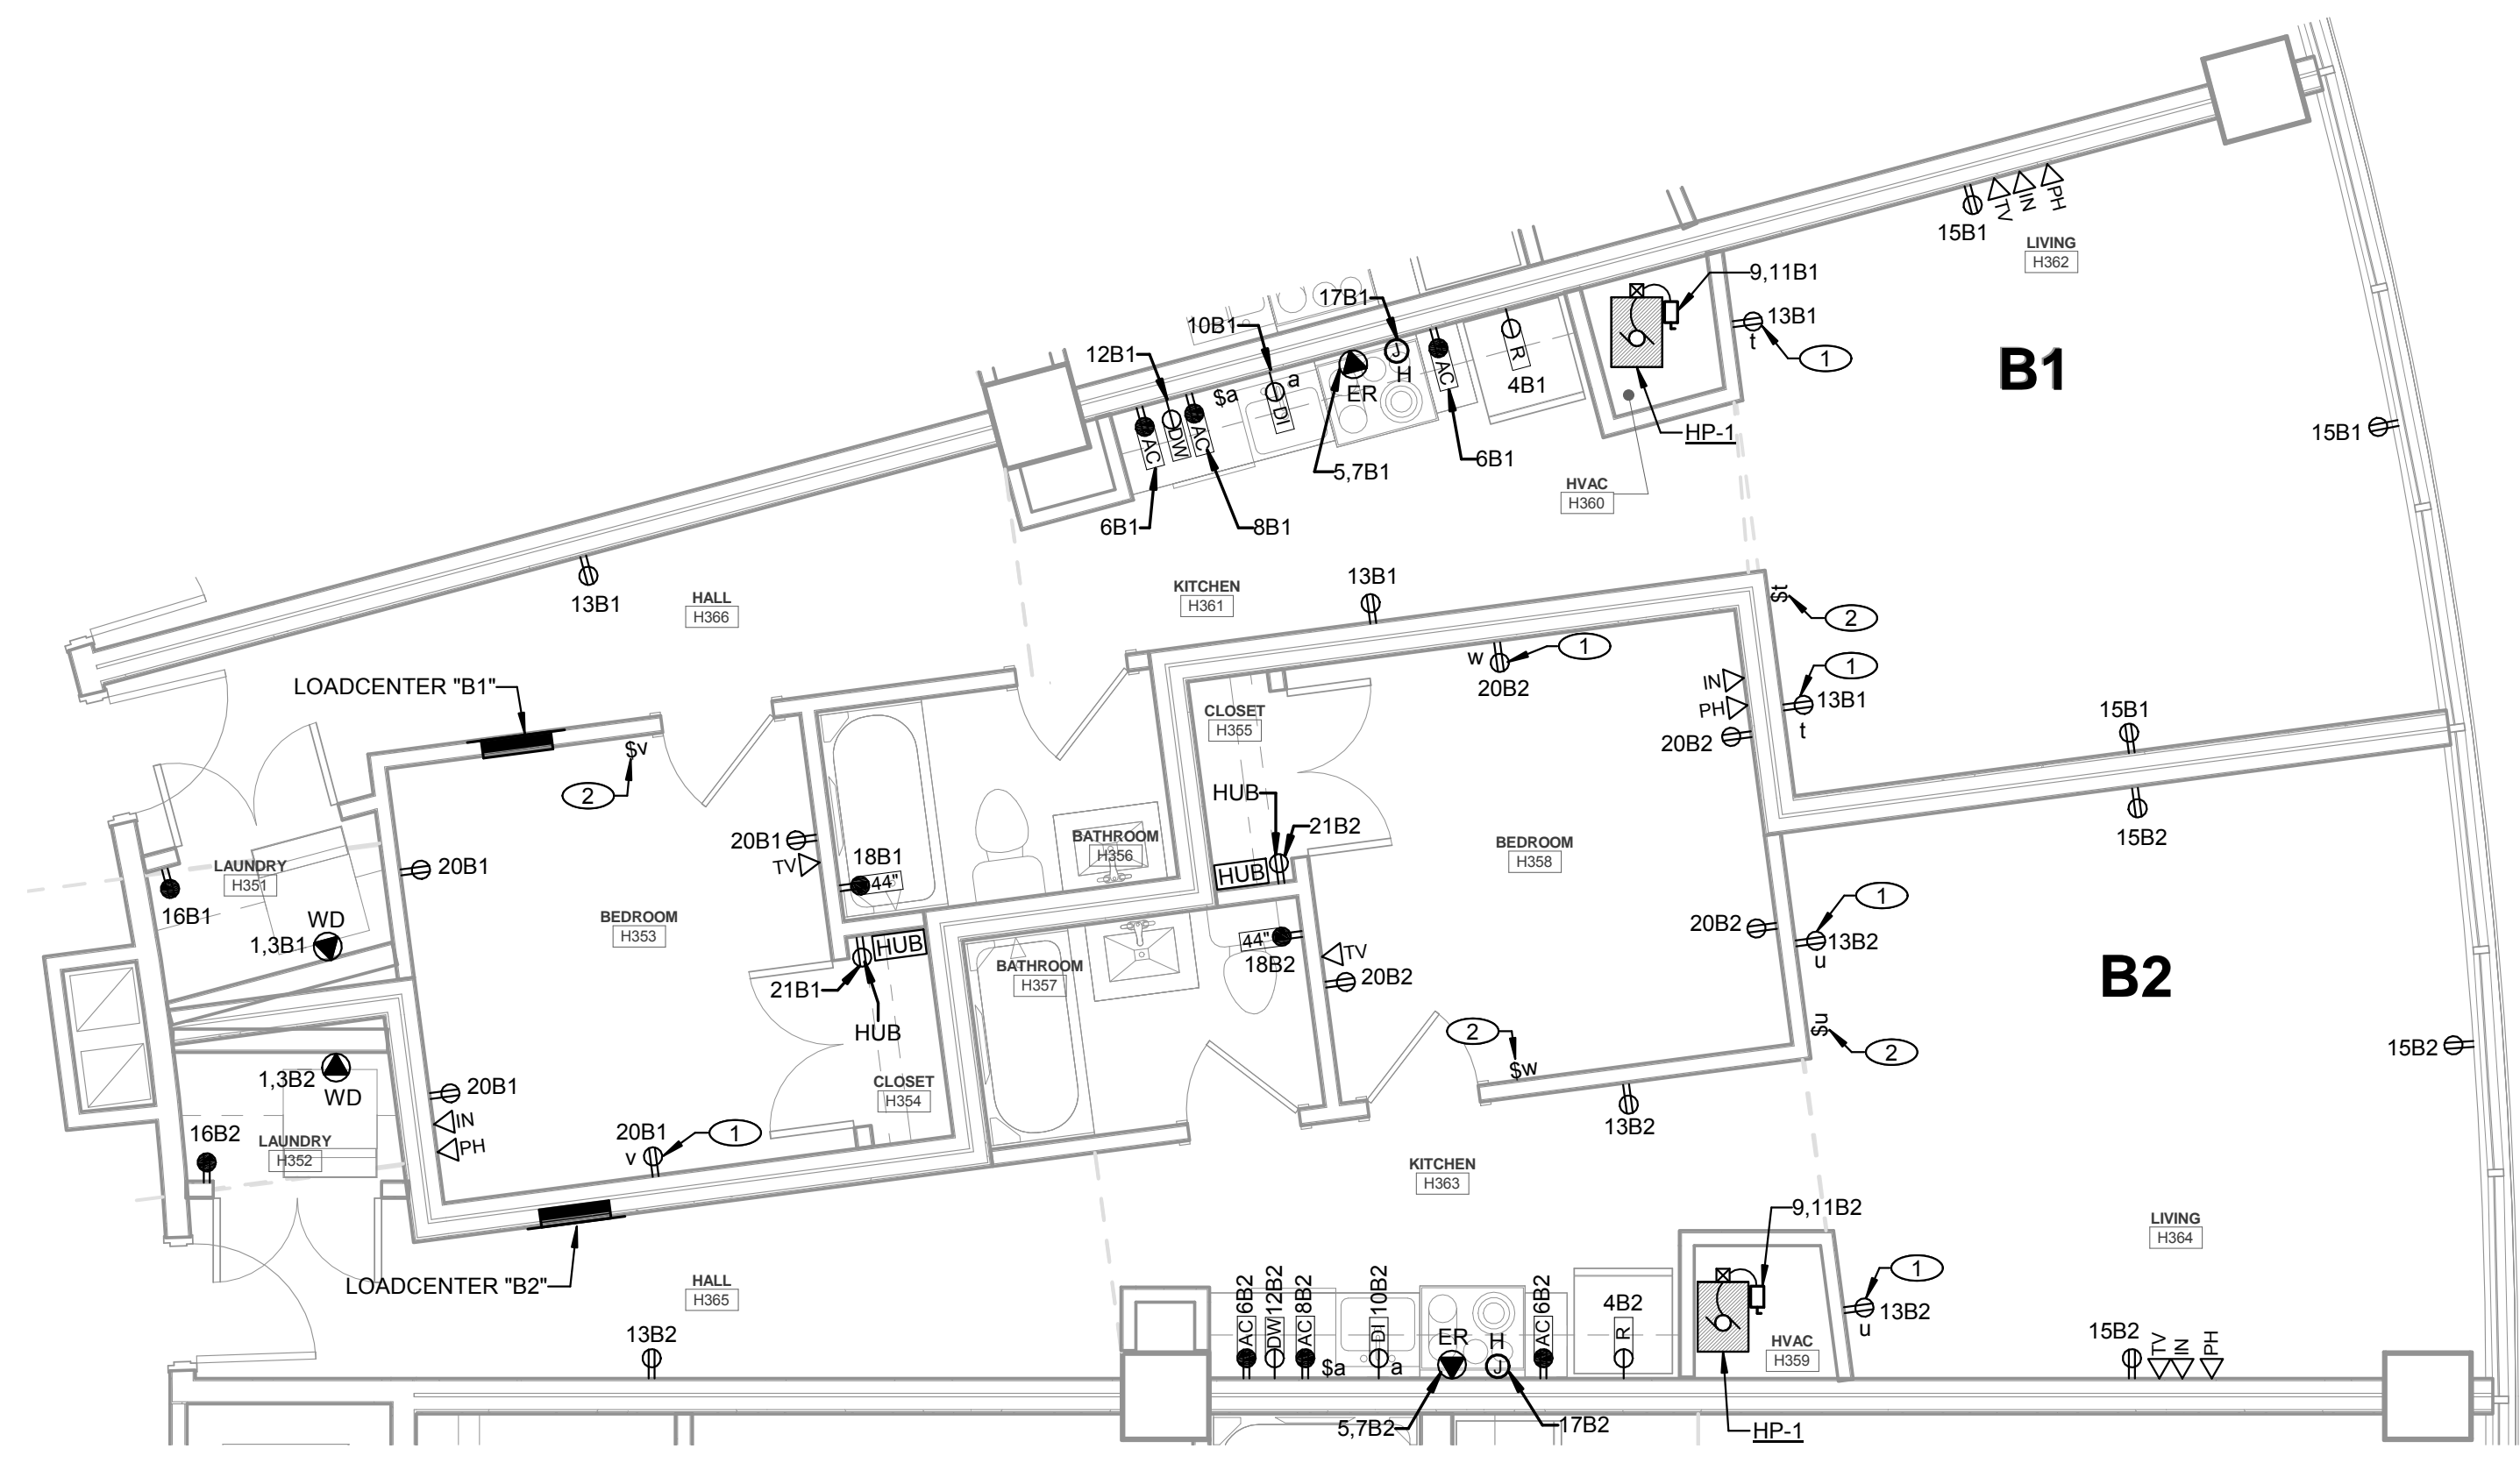 15B1
TV
IN
PH
LIVING
H362
9,11B1
17B1
13B1
t
1
10B1
12B1
J
H
ER
AC
R
4B1
B1
a
$a
DI
AC
DW
AC
HP-1
15B1
5,7B1
6B1
HVAC
H360
6B1
8B1
13B1
HALL
H366
KITCHEN
H361
13B1
$t
2
1
w
20B2
1
13B1
t
LOADCENTER "B1"
IN
PH
20B2
CLOSET
H355
15B1
$v
2
HUB
21B2
15B2
20B1
TV
18B1
44"
BATHROOM
H356
BEDROOM
H358
LAUNDRY
H351
20B1
HUB
16B1
WD
1,3B1
BEDROOM
H353
1
20B2
13B2
u
HUB
BATHROOM
H357
44"
18B2
TV
20B2
B2
21B1
HUB
$u
2
2
$w
15B2
1,3B2
WD
20B1
CLOSET
H354
IN
PH
16B2
LAUNDRY
H352
20B1
v
1
13B2
KITCHEN
H363
9,11B2
LIVING
H364
LOADCENTER "B2"
HALL
H365
1
13B2
u
AC 6B2
DW 12B2
AC 8B2
DI 10B2
AC 6B2
4B2
R
ER
H
J
$a
a
HVAC
H359
13B2
15B2
TV
IN
PH
5,7B2
17B2
HP-1